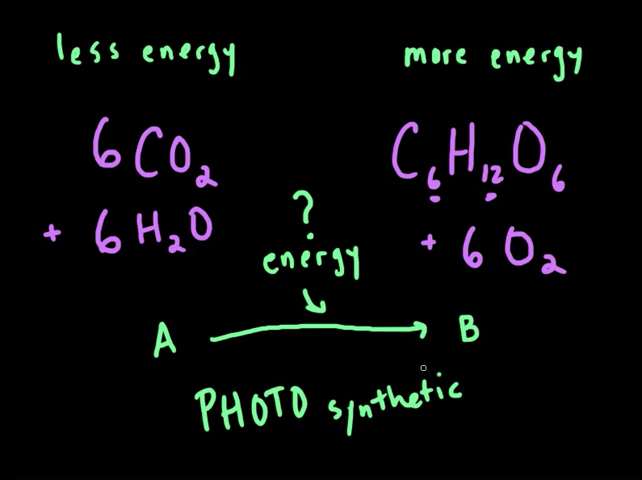 less energy
more energy
6CO₂
+ 6H₂O
C₆H₁₂O₆
+ 6O₂
?
energy
A
B
PHOTO synthetic